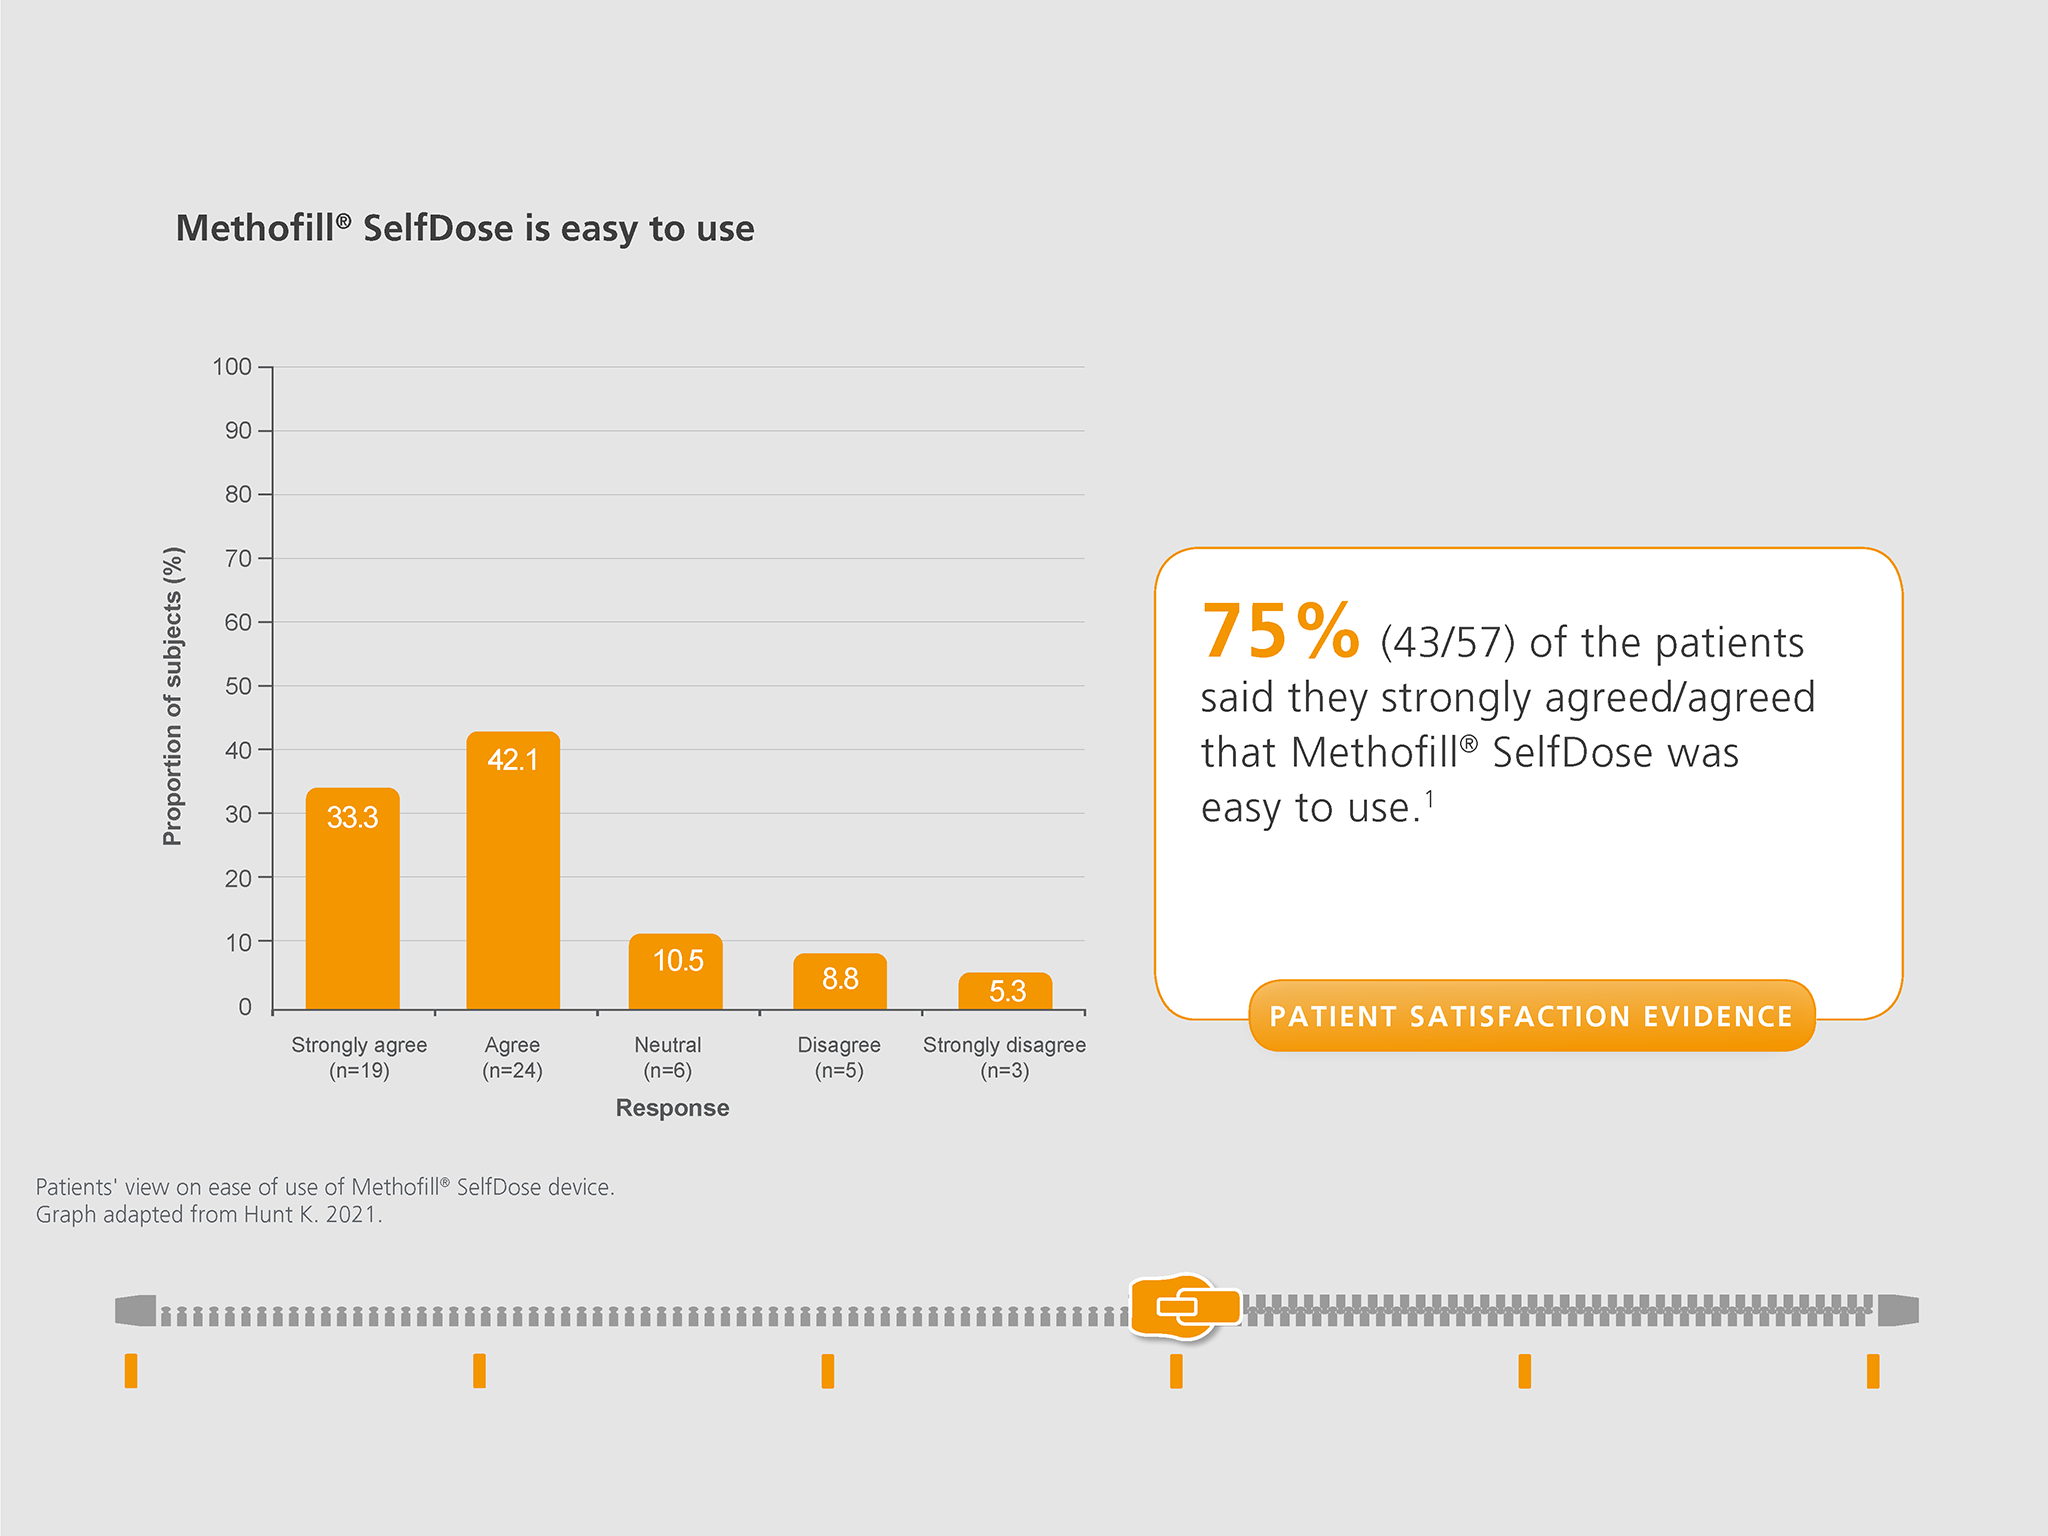 Methofill® SelfDose is easy to use
Proportion of subjects (%)
100
90
80
70
60
50
40
30
20
10
0
33.3
42.1
10.5
8.8
5.3
Strongly agree
(n=19)
Agree
(n=24)
Neutral
(n=6)
Disagree
(n=5)
Strongly disagree
(n=3)
Response
75% (43/57) of the patients
said they strongly agreed/agreed
that Methofill® SelfDose was
easy to use.¹
PATIENT SATISFACTION EVIDENCE
Patients' view on ease of use of Methofill® SelfDose device.
Graph adapted from Hunt K. 2021.